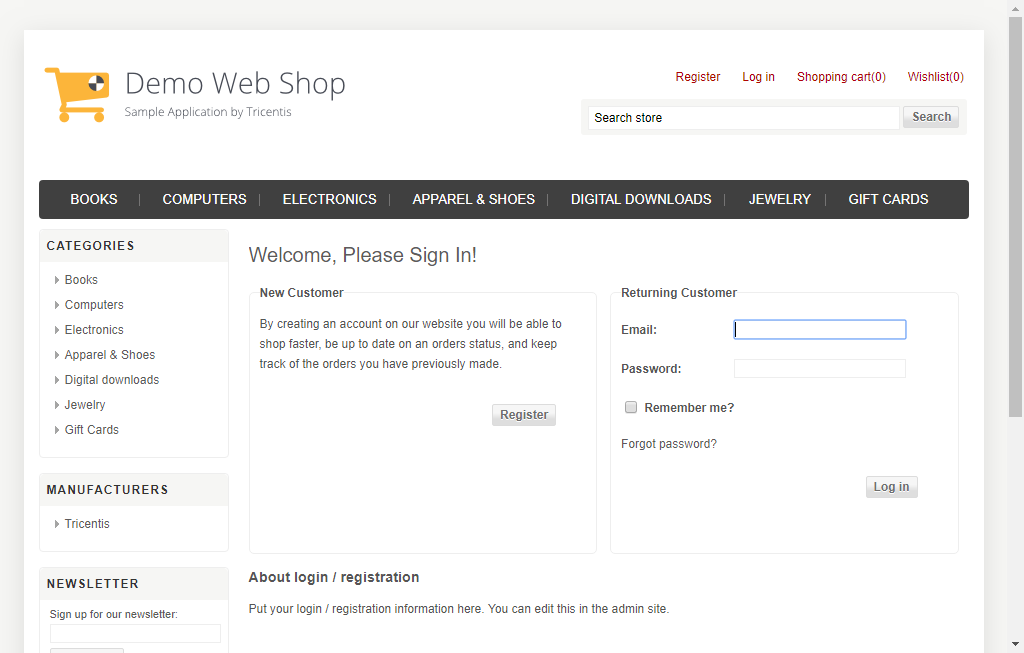 Demo Web Shop
Sample Application by Tricentis
Register Log in Shopping cart(0) Wishlist(0)
Search store Search
BOOKS COMPUTERS ELECTRONICS APPAREL & SHOES DIGITAL DOWNLOADS JEWELRY GIFT CARDS
CATEGORIES
Books
Computers
Electronics
Apparel & Shoes
Digital downloads
Jewelry
Gift Cards
MANUFACTURERS
Tricentis
NEWSLETTER
Sign up for our newsletter:
Welcome, Please Sign In!
New Customer
By creating an account on our website you will be able to
shop faster, be up to date on an orders status, and keep
track of the orders you have previously made.
Register
Returning Customer
Email:
Password:
Remember me?
Forgot password?
Log in
About login / registration
Put your login / registration information here. You can edit this in the admin site.